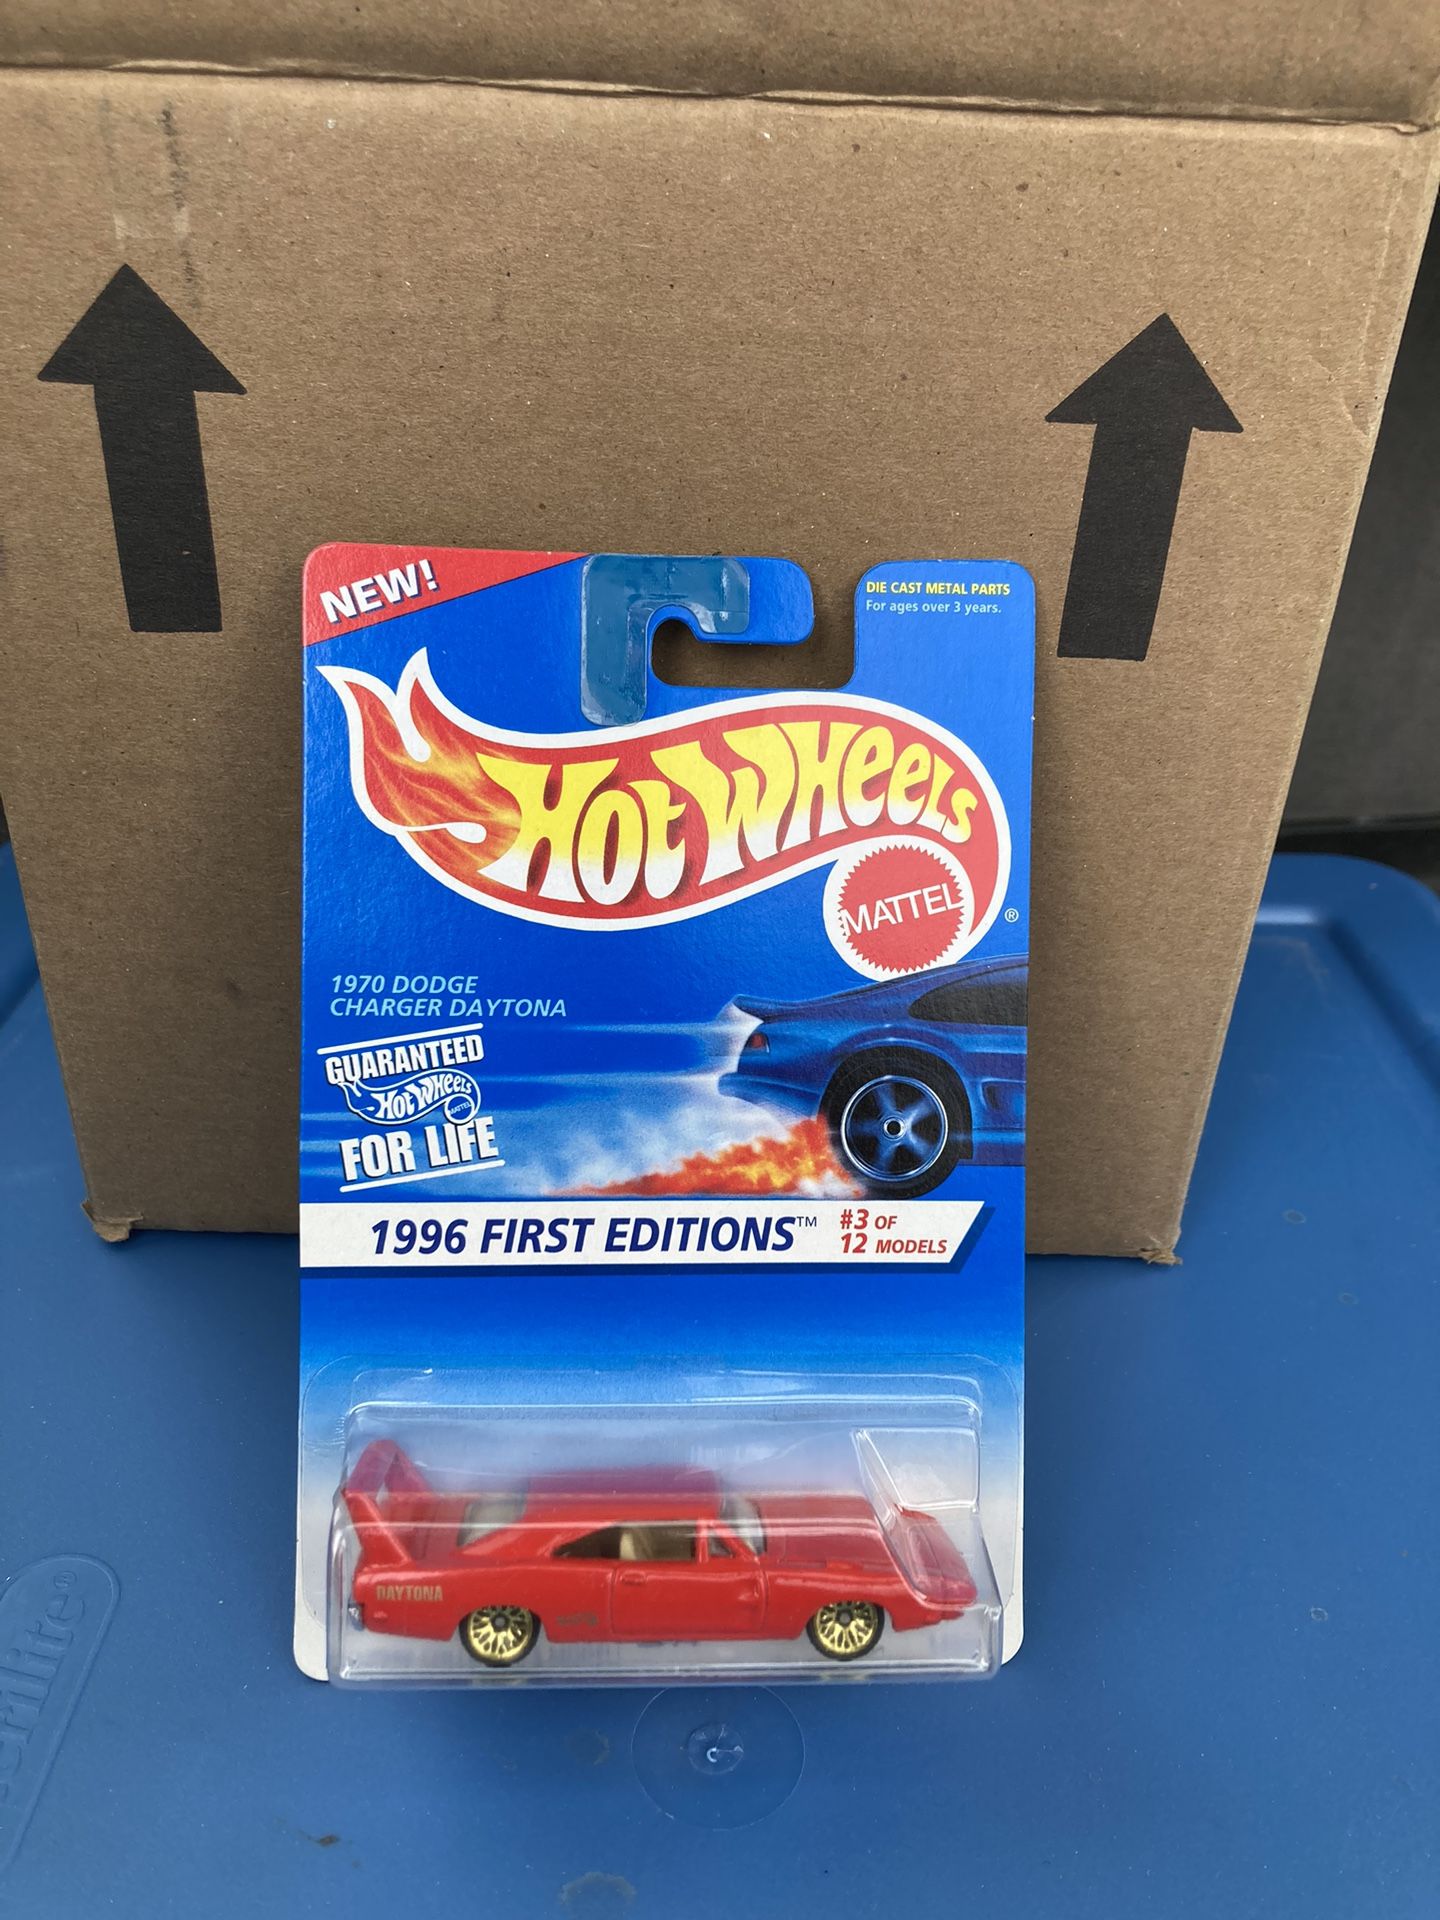 NEW!
DIE CAST METAL PARTS
For ages over 3 years.
HOT WHEELS
MATTEL
®
1970 DODGE
CHARGER DAYTONA
GUARANTEED
HOT WHEELS
MATTEL
FOR LIFE
1996 FIRST EDITIONS™
#3 OF
12 MODELS
DAYTONA